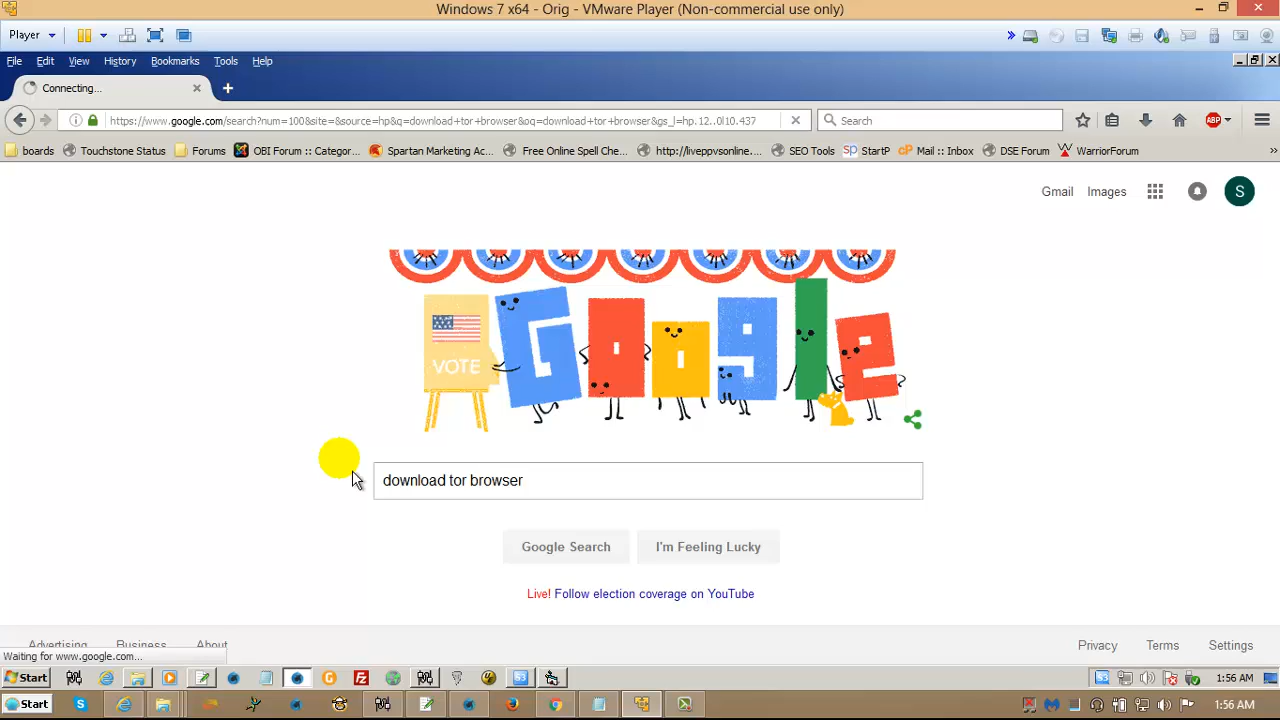 Windows 7 x64 - Orig - VMware Player (Non-commercial use only)
Player
File Edit View History Bookmarks Tools Help
Connecting...
https://www.google.com/search?num=100&site=&source=hp&q=download+tor+browser&oq=download+tor+browser&gs_l=hp.12..0l10.437
Search
ABP
boards Touchstone Status Forums OBI Forum :: Categor... Spartan Marketing Ac... Free Online Spell Che... http://liveppvsonline.... SEO Tools StartP Mail :: Inbox DSE Forum WarriorForum
Gmail Images S
VOTE Google
download tor browser
Google Search I'm Feeling Lucky
Live! Follow election coverage on YouTube
Advertising Business About Privacy Terms Settings
Waiting for www.google.com...
Start 1:56 AM
Start 1:56 AM